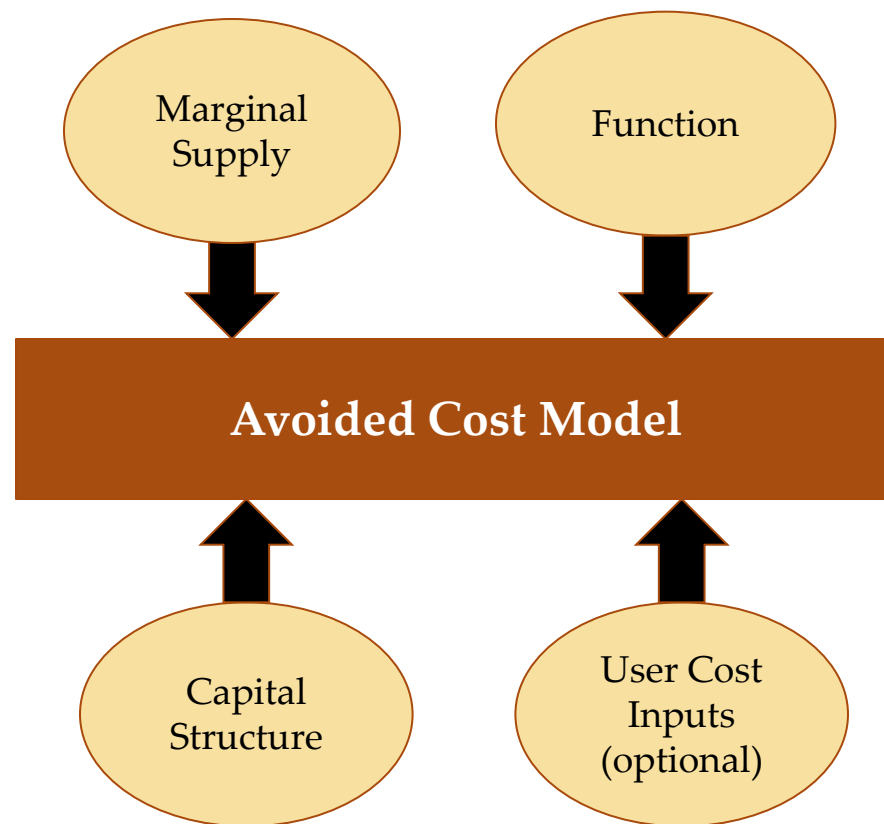 Marginal
Supply
Function
Avoided Cost Model
Capital
Structure
User Cost
Inputs
(optional)